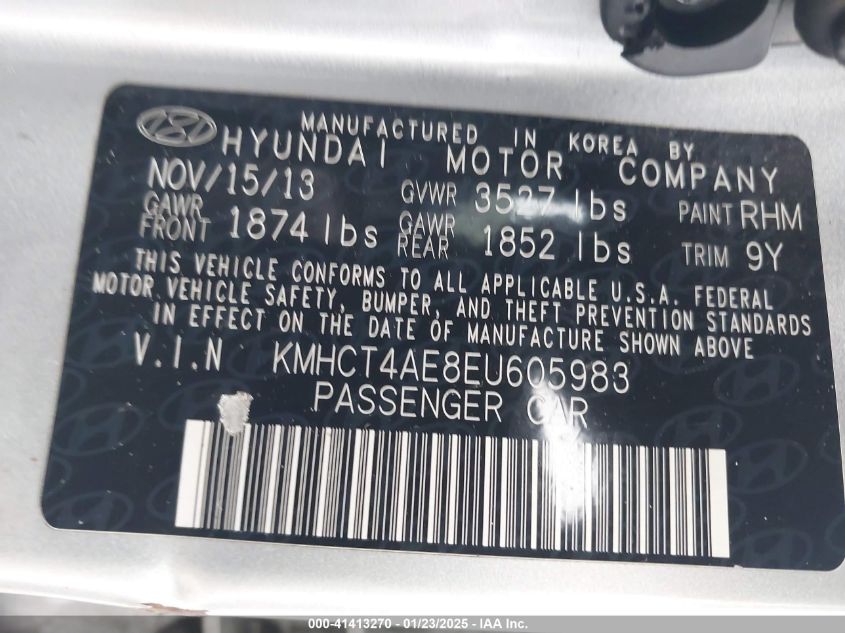 MANUFACTURED IN KOREA BY
HYUNDAI MOTOR COMPANY
NOV/15/13 GVWR 3527 lbs PAINT RHM
GAWR FRONT 1874 lbs GAWR REAR 1852 lbs TRIM 9Y
THIS VEHICLE CONFORMS TO ALL APPLICABLE U.S.A. FEDERAL
MOTOR VEHICLE SAFETY, BUMPER, AND THEFT PREVENTION STANDARDS
IN EFFECT ON THE DATE OF MANUFACTURE SHOWN ABOVE
V.I.N KMHCT4AE8EU605983
PASSENGER CAR
000-41413270 - 01/23/2025 - IAA Inc.